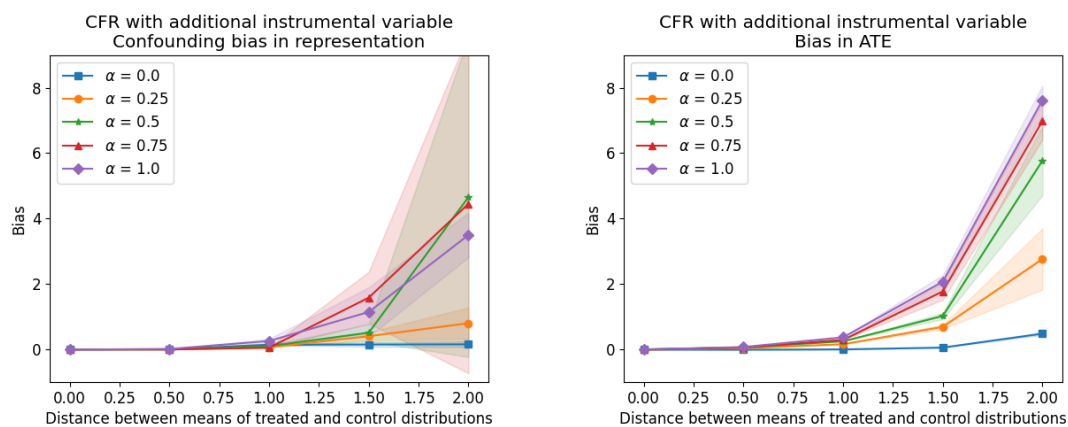 CFR with additional instrumental variable
Confounding bias in representation
8
6
4
2
0
Bias
α = 0.0
α = 0.25
α = 0.5
α = 0.75
α = 1.0
0.00 0.25 0.50 0.75 1.00 1.25 1.50 1.75 2.00
Distance between means of treated and control distributions
CFR with additional instrumental variable
Bias in ATE
8
6
4
2
0
Bias
α = 0.0
α = 0.25
α = 0.5
α = 0.75
α = 1.0
0.00 0.25 0.50 0.75 1.00 1.25 1.50 1.75 2.00
Distance between means of treated and control distributions